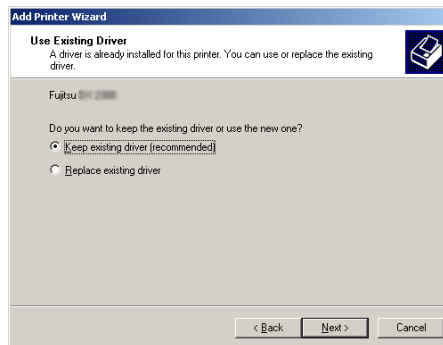 Add Printer Wizard
Use Existing Driver
A driver is already installed for this printer. You can use or replace the existing
driver.
Fujitsu
Do you want to keep the existing driver or use the new one?
Keep existing driver (recommended)
Replace existing driver
< Back
Next >
Cancel